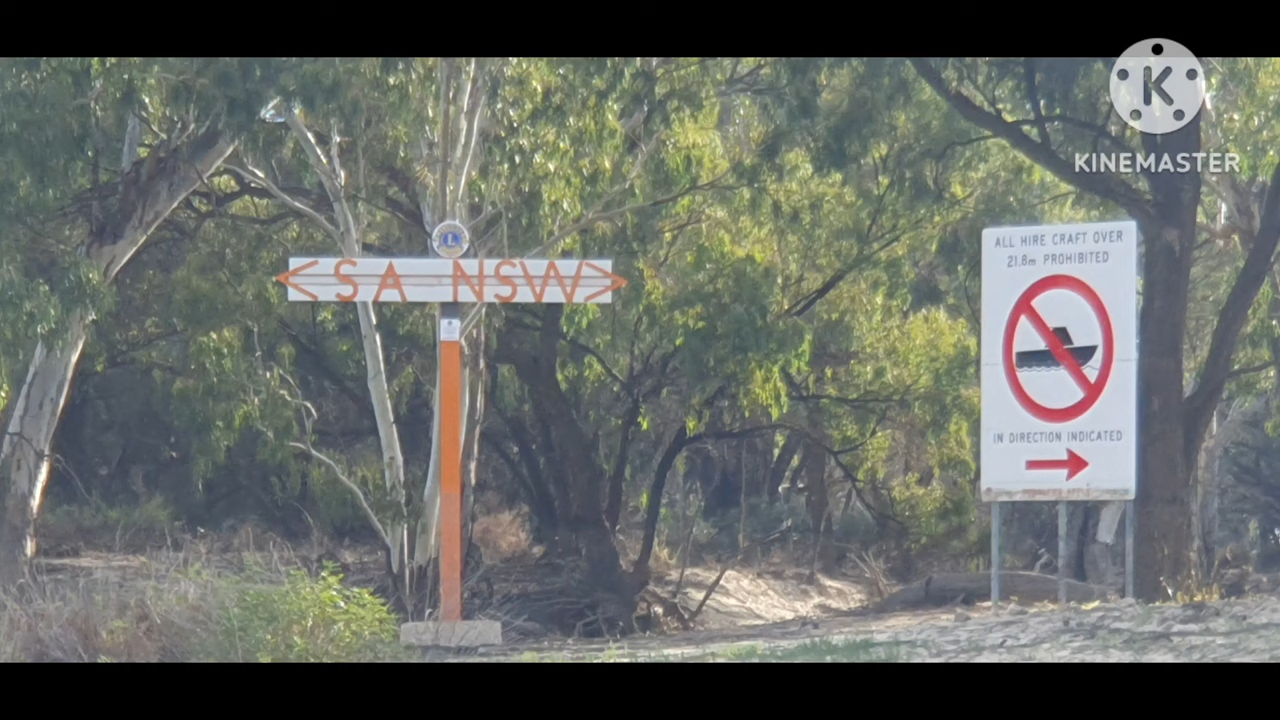 KINEMASTER
<SA NSW>
L
ALL HIRE CRAFT OVER
21.8m PROHIBITED
IN DIRECTION INDICATED